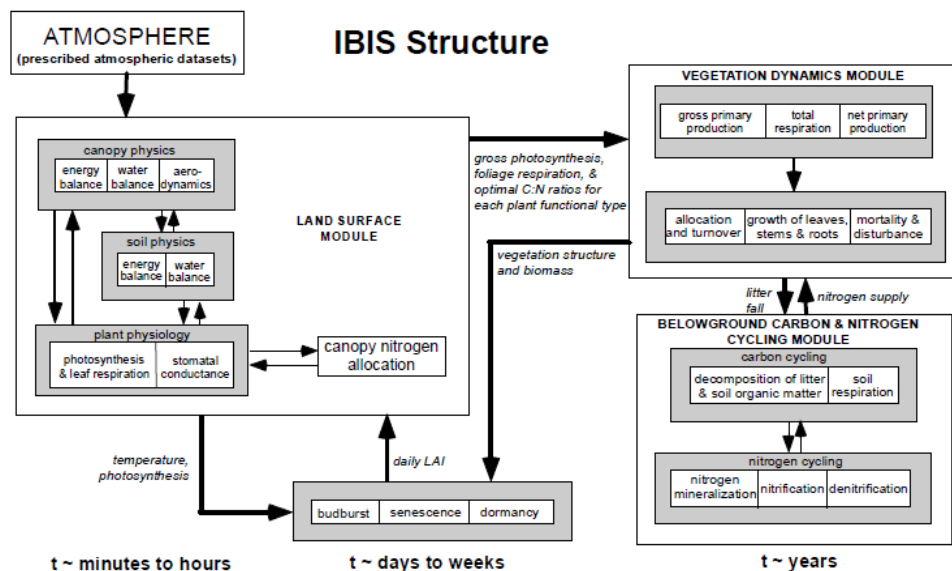 ATMOSPHERE
(prescribed atmospheric datasets)
IBIS Structure
canopy physics
energy
balance
water
balance
aero-
dynamics
soil physics
energy
balance
water
balance
plant physiology
photosynthesis
& leaf respiration
stomatal
conductance
LAND SURFACE
MODULE
canopy nitrogen
allocation
gross photosynthesis,
foliage respiration, &
optimal C:N ratios for
each plant functional type
vegetation structure
and biomass
VEGETATION DYNAMICS MODULE
gross primary
production
total
respiration
net primary
production
allocation
and turnover
growth of leaves,
stems & roots
mortality &
disturbance
litter
fall
nitrogen supply
BELOWGROUND CARBON & NITROGEN
CYCLING MODULE
carbon cycling
decomposition of litter
& soil organic matter
soil
respiration
nitrogen cycling
nitrogen
mineralization
nitrification
denitrification
temperature,
photosynthesis
daily LAI
budburst
senescence
dormancy
t ~ minutes to hours
t ~ days to weeks
t ~ years